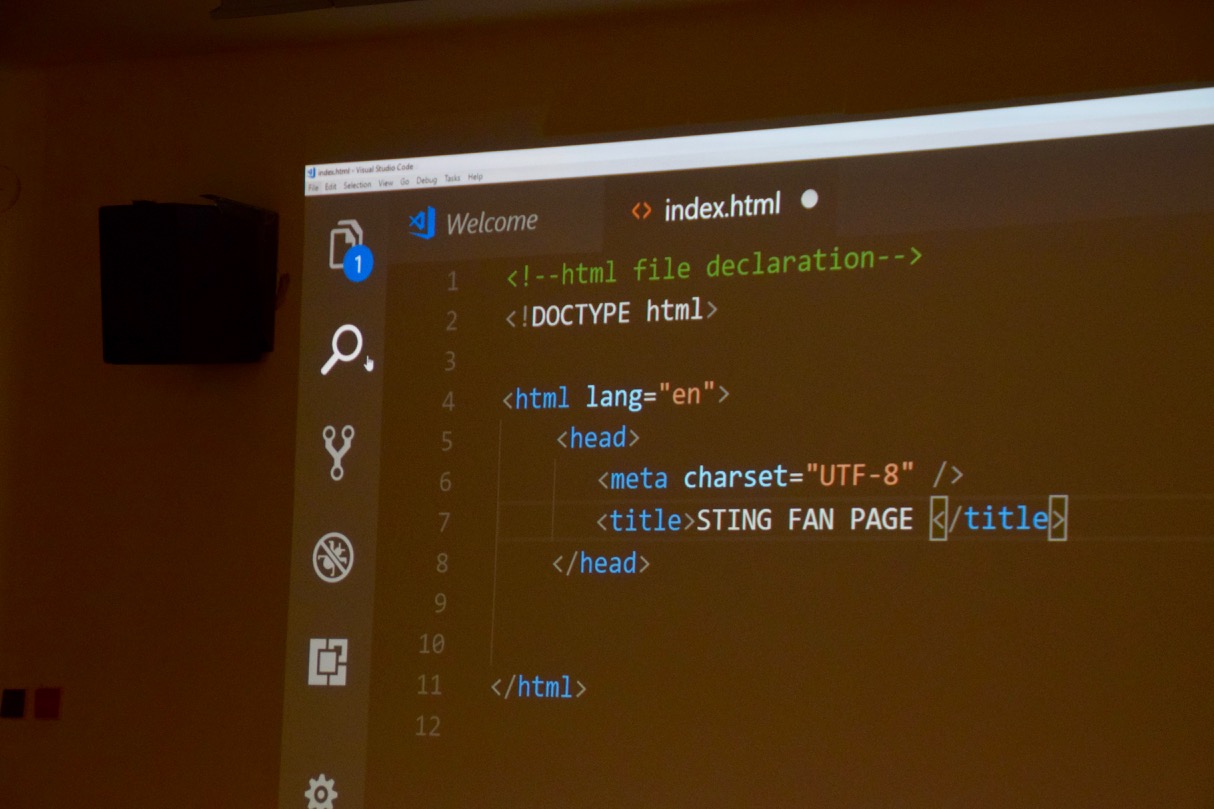 index.html - Visual Studio Code
File Edit Selection View Go Debug Tasks Help
Welcome <> index.html
1
1 <!--html file declaration-->
2 <!DOCTYPE html>
3
4 <html lang="en">
5 <head>
6 <meta charset="UTF-8" />
7 <title>STING FAN PAGE </title>
8 </head>
9
10
11 </html>
12